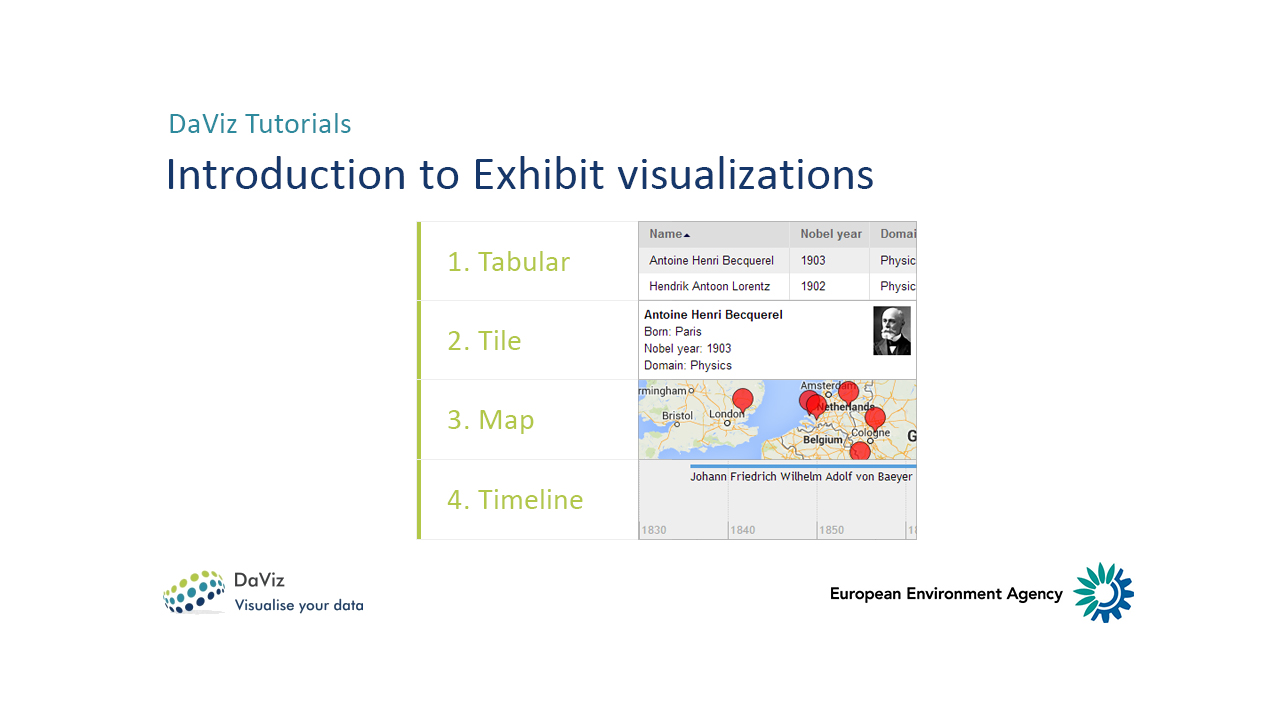 DaViz Tutorials
Introduction to Exhibit visualizations
1. Tabular
Name Nobel year Domai
Antoine Henri Becquerel 1903 Physic
Hendrik Antoon Lorentz 1902 Physic
2. Tile
Antoine Henri Becquerel
Born: Paris
Nobel year: 1903
Domain: Physics
3. Map
rmingham Amsterdam
Netherlands
Bristol London
Cologne
Belgium G
4. Timeline
Johann Friedrich Wilhelm Adolf von Baeyer
1830 1840 1850 18
DaViz
Visualise your data
European Environment Agency